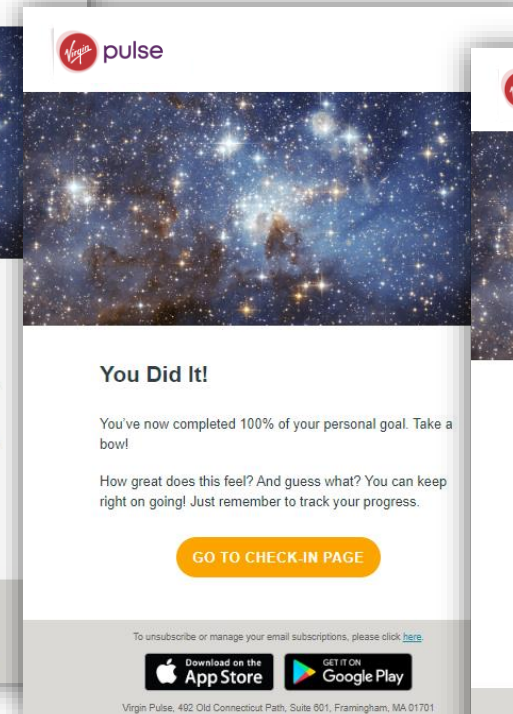 Virgin pulse
You Did It!
You've now completed 100% of your personal goal. Take a
bow!
How great does this feel? And guess what? You can keep
right on going! Just remember to track your progress.
GO TO CHECK-IN PAGE
To unsubscribe or manage your email subscriptions, please click here.
Download on the App Store
GET IT ON Google Play
Virgin Pulse, 492 Old Connecticut Path, Suite 601, Framingham, MA 01701